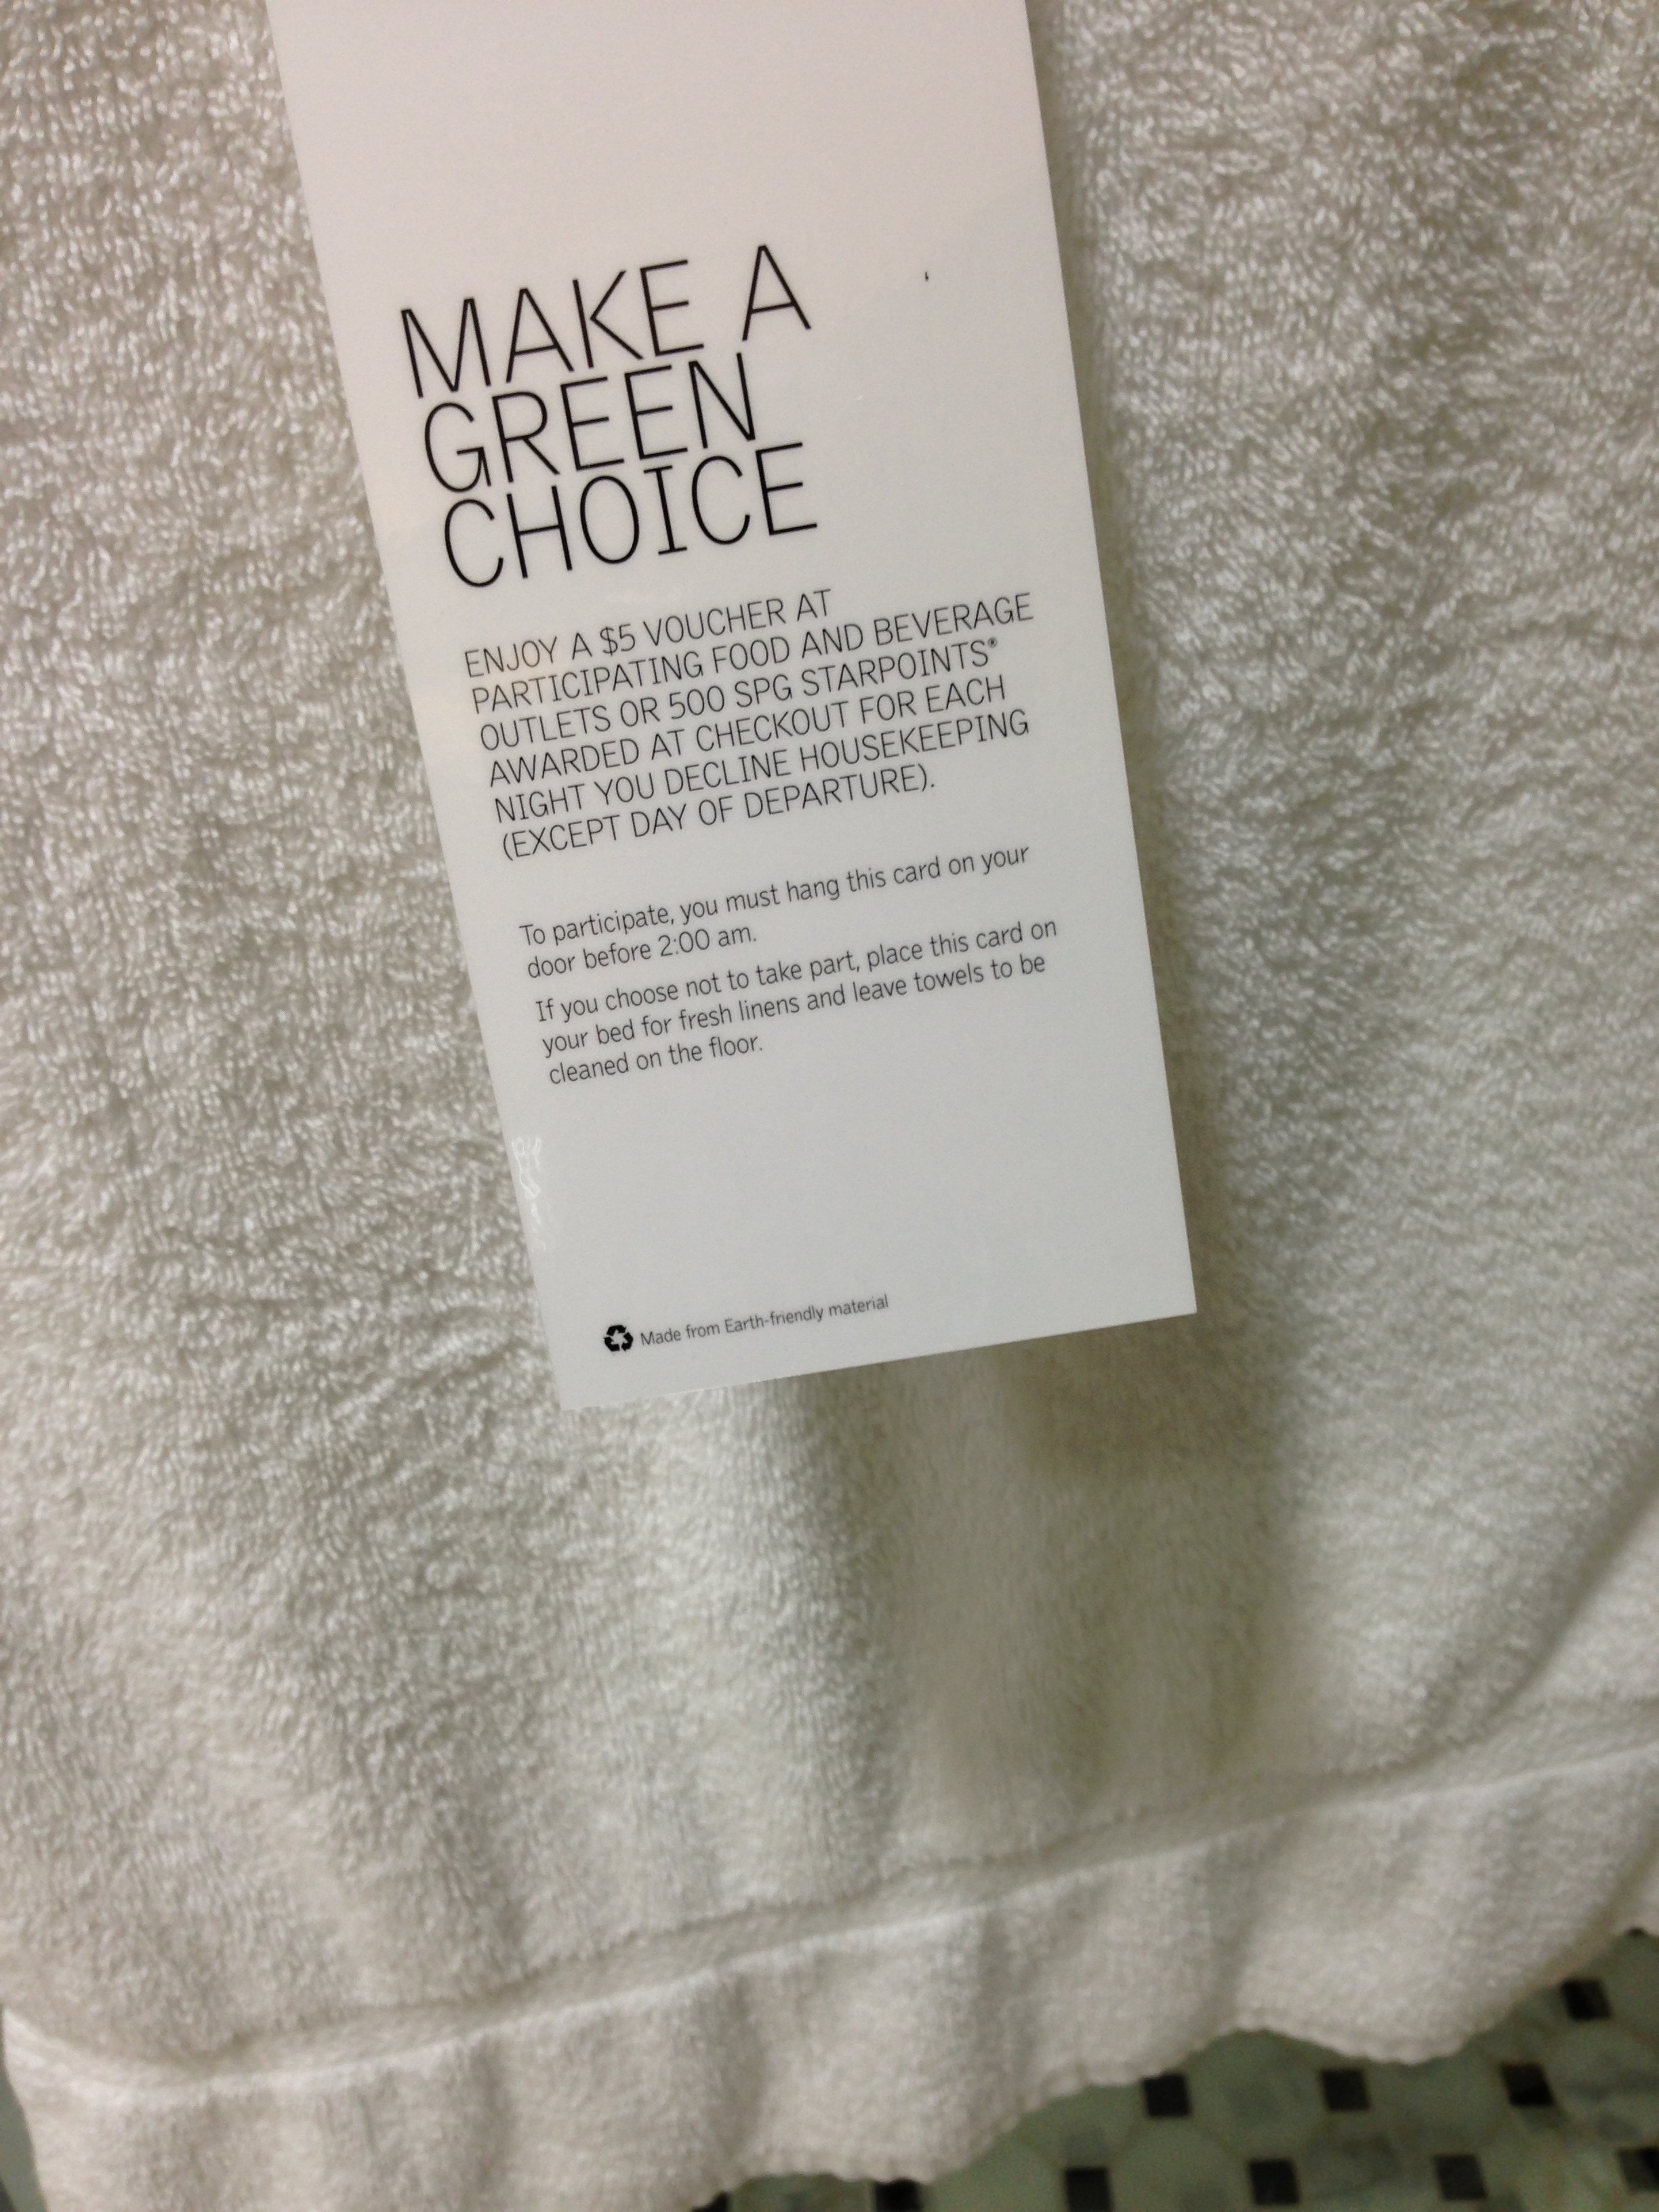 MAKE A
GREEN
CHOICE
ENJOY A $5 VOUCHER AT
PARTICIPATING FOOD AND BEVERAGE
OUTLETS OR 500 SPG STARPOINTS®
AWARDED AT CHECKOUT FOR EACH
NIGHT YOU DECLINE HOUSEKEEPING
(EXCEPT DAY OF DEPARTURE).
To participate, you must hang this card on your
door before 2:00 am.
If you choose not to take part, place this card on
your bed for fresh linens and leave towels to be
cleaned on the floor.
Made from Earth-friendly material